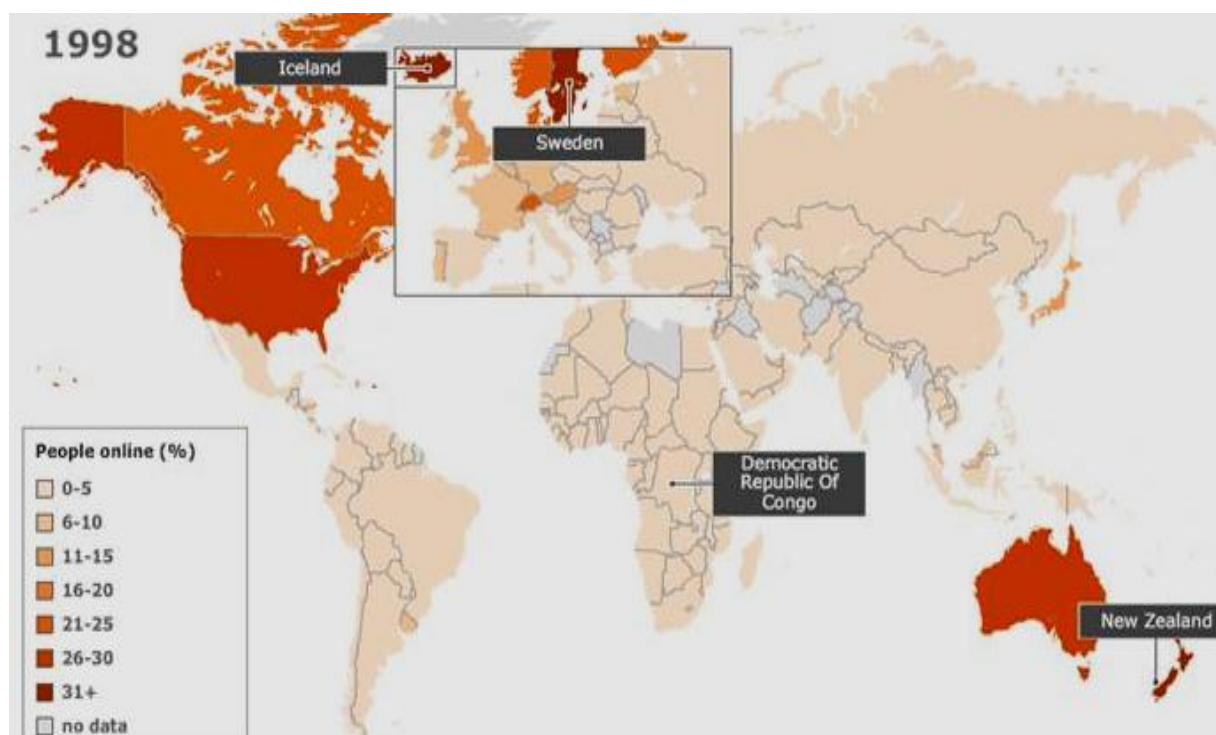 1998
Iceland
Sweden
Democratic
Republic Of
Congo
New Zealand
People online (%)
0-5
6-10
11-15
16-20
21-25
26-30
31+
no data